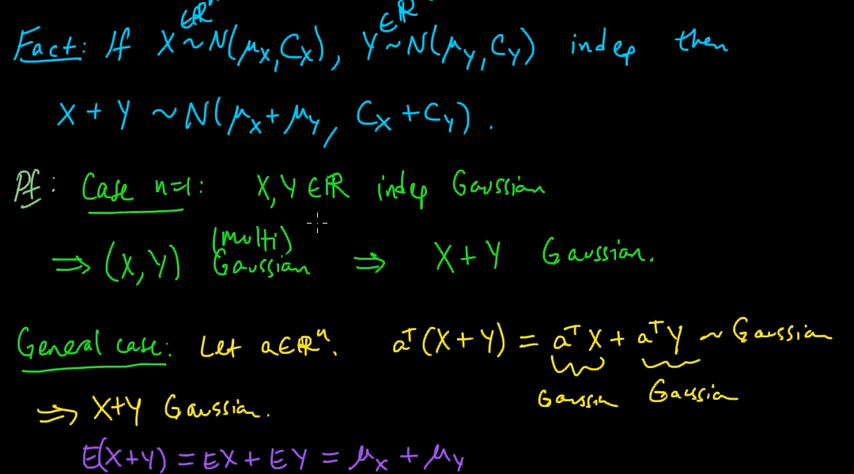 Fact: If X ∈ℝⁿ ~ N(μ_X, C_X), Y ∈ℝⁿ ~ N(μ_Y, C_Y) indep then
X + Y ~ N(μ_X + μ_Y, C_X + C_Y).
Pf: Case n=1: X, Y ∈ ℝ indep Gaussian
⇒ (X, Y) (multi) Gaussian ⇒ X + Y Gaussian.
General case: Let a∈ℝⁿ. aᵀ(X + Y) = aᵀX + aᵀY ~ Gaussian
Gaussian Gaussian
⇒ X+Y Gaussian.
E(X+Y) = EX + EY = μ_X + μ_Y